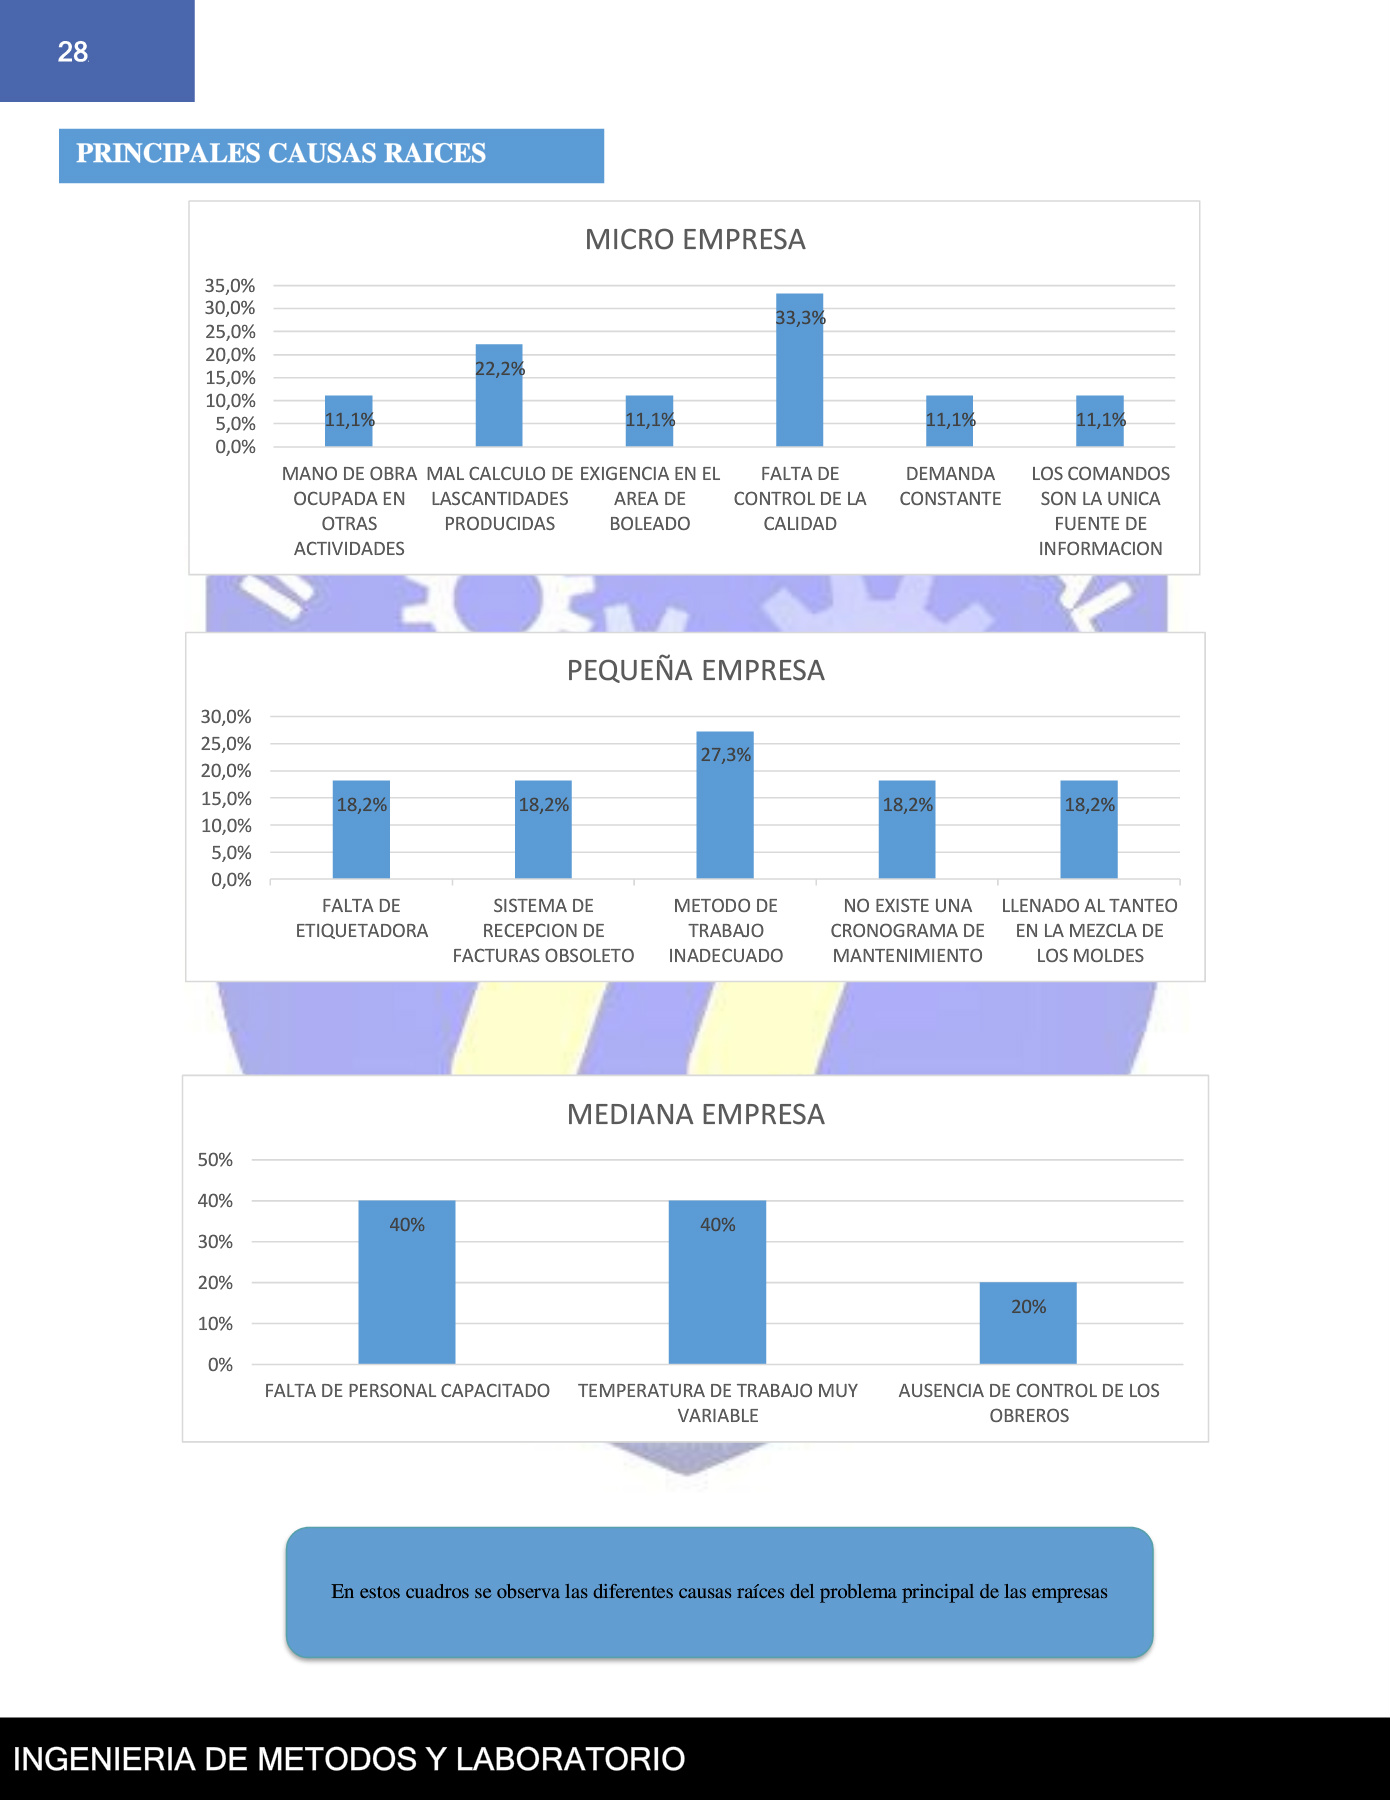 28
PRINCIPALES CAUSAS RAICES
MICRO EMPRESA
35,0%
30,0%
25,0%
20,0%
15,0%
10,0%
5,0%
0,0%
11,1%
22,2%
11,1%
33,3%
11,1%
11,1%
MANO DE OBRA
OCUPADA EN
OTRAS
ACTIVIDADES
MAL CALCULO DE
LASCANTIDADES
PRODUCIDAS
EXIGENCIA EN EL
AREA DE
BOLEADO
FALTA DE
CONTROL DE LA
CALIDAD
DEMANDA
CONSTANTE
LOS COMANDOS
SON LA UNICA
FUENTE DE
INFORMACION
PEQUEÑA EMPRESA
30,0%
25,0%
20,0%
15,0%
10,0%
5,0%
0,0%
18,2%
18,2%
27,3%
18,2%
18,2%
FALTA DE
ETIQUETADORA
SISTEMA DE
RECEPCION DE
FACTURAS OBSOLETO
METODO DE
TRABAJO
INADECUADO
NO EXISTE UNA
CRONOGRAMA DE
MANTENIMIENTO
LLENADO AL TANTEO
EN LA MEZCLA DE
LOS MOLDES
MEDIANA EMPRESA
50%
40%
30%
20%
10%
0%
40%
40%
20%
FALTA DE PERSONAL CAPACITADO
TEMPERATURA DE TRABAJO MUY
VARIABLE
AUSENCIA DE CONTROL DE LOS
OBREROS
En estos cuadros se observa las diferentes causas raíces del problema principal de las empresas
INGENIERIA DE METODOS Y LABORATORIO